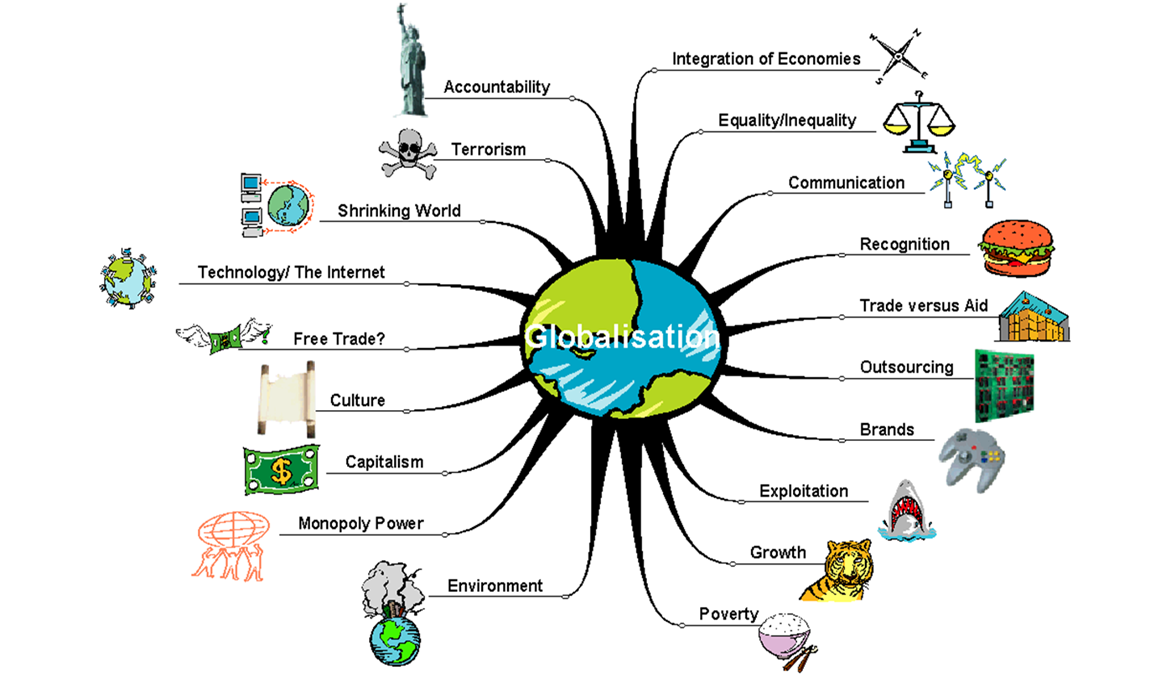 Globalisation
Integration of Economies
Equality/Inequality
Communication
Recognition
Trade versus Aid
Outsourcing
Brands
Exploitation
Growth
Poverty
Environment
Monopoly Power
Capitalism
Culture
Free Trade?
Technology/ The Internet
Shrinking World
Terrorism
Accountability
N
E
S
W
$